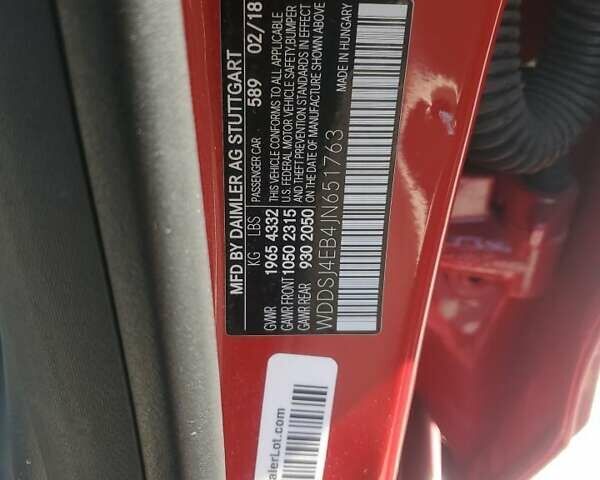 MFD BY DAIMLER AG STUTTGART
PASSENGER CAR 589 02/18
KG LBS
GVWR 1965 4332
GAWR FRONT 1050 2315
GAWR REAR 930 2050
THIS VEHICLE CONFORMS TO ALL APPLICABLE
U.S. FEDERAL MOTOR VEHICLE SAFETY, BUMPER
AND THEFT PREVENTION STANDARDS IN EFFECT
ON THE DATE OF MANUFACTURE SHOWN ABOVE
WDDSJ4EB4JN651763
MADE IN HUNGARY
alerLot.com